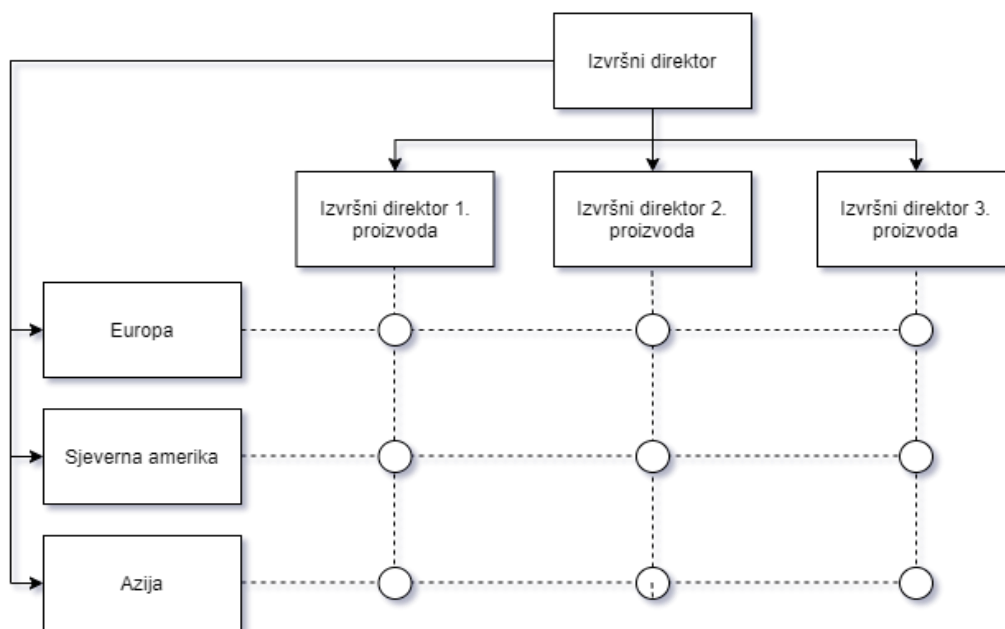 Izvršni direktor
Izvršni direktor 1.
proizvoda
Izvršni direktor 2.
proizvoda
Izvršni direktor 3.
proizvoda
Europa
Sjeverna amerika
Azija